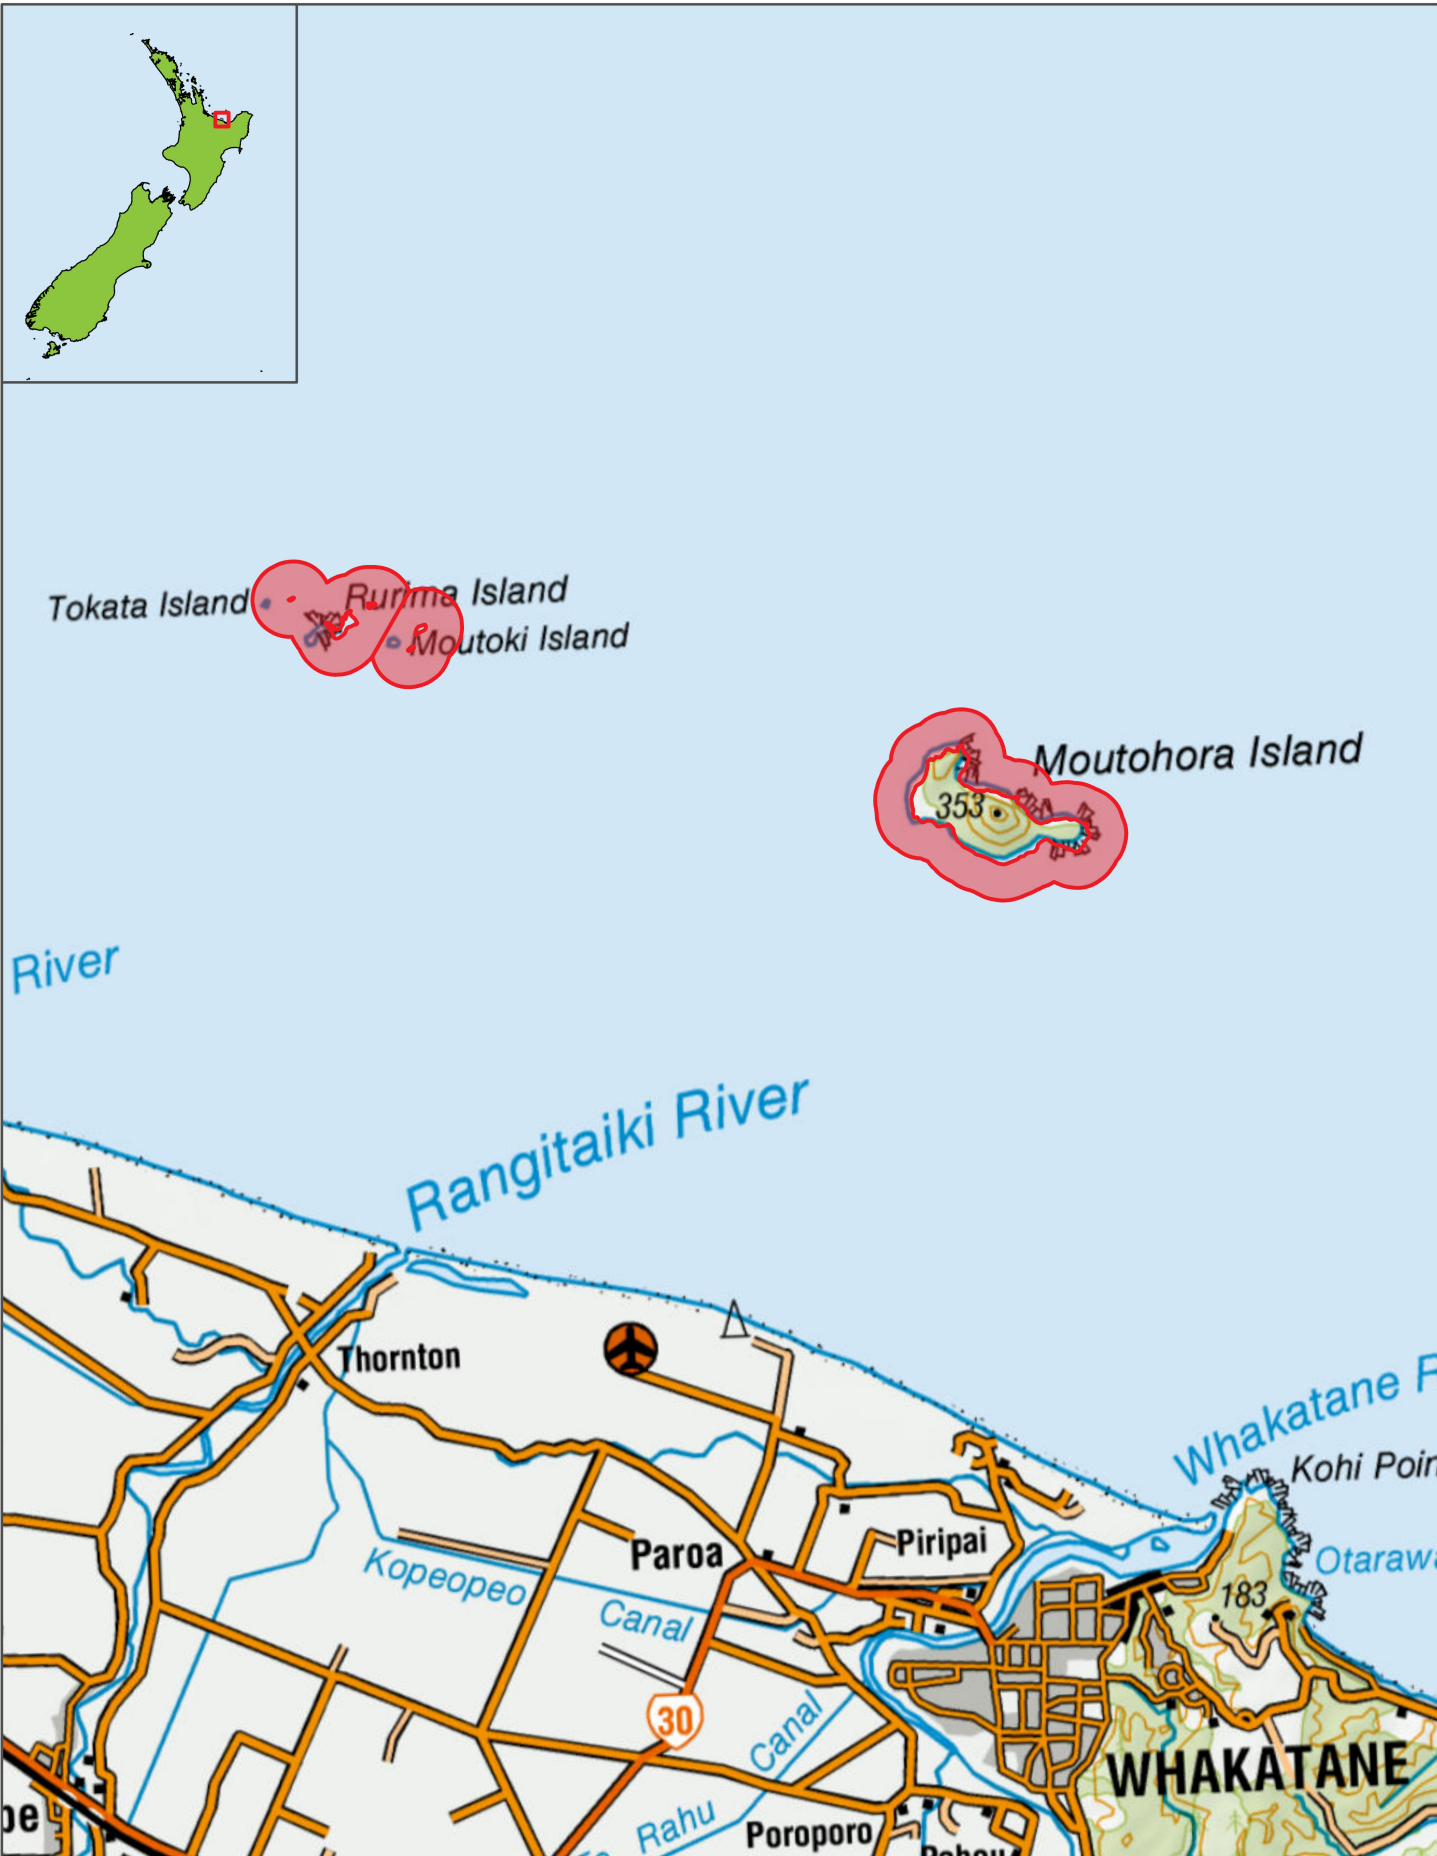 Tokata Island
Rurima Island
Moutoki Island
Moutohora Island
353
River
Rangitaiki River
Thornton
Whakatane R
Kohi Poin
Paroa
Piripai
Otarawa
Kopeopeo
Canal
183
30
Canal
WHAKATANE
Rahu
Poroporo